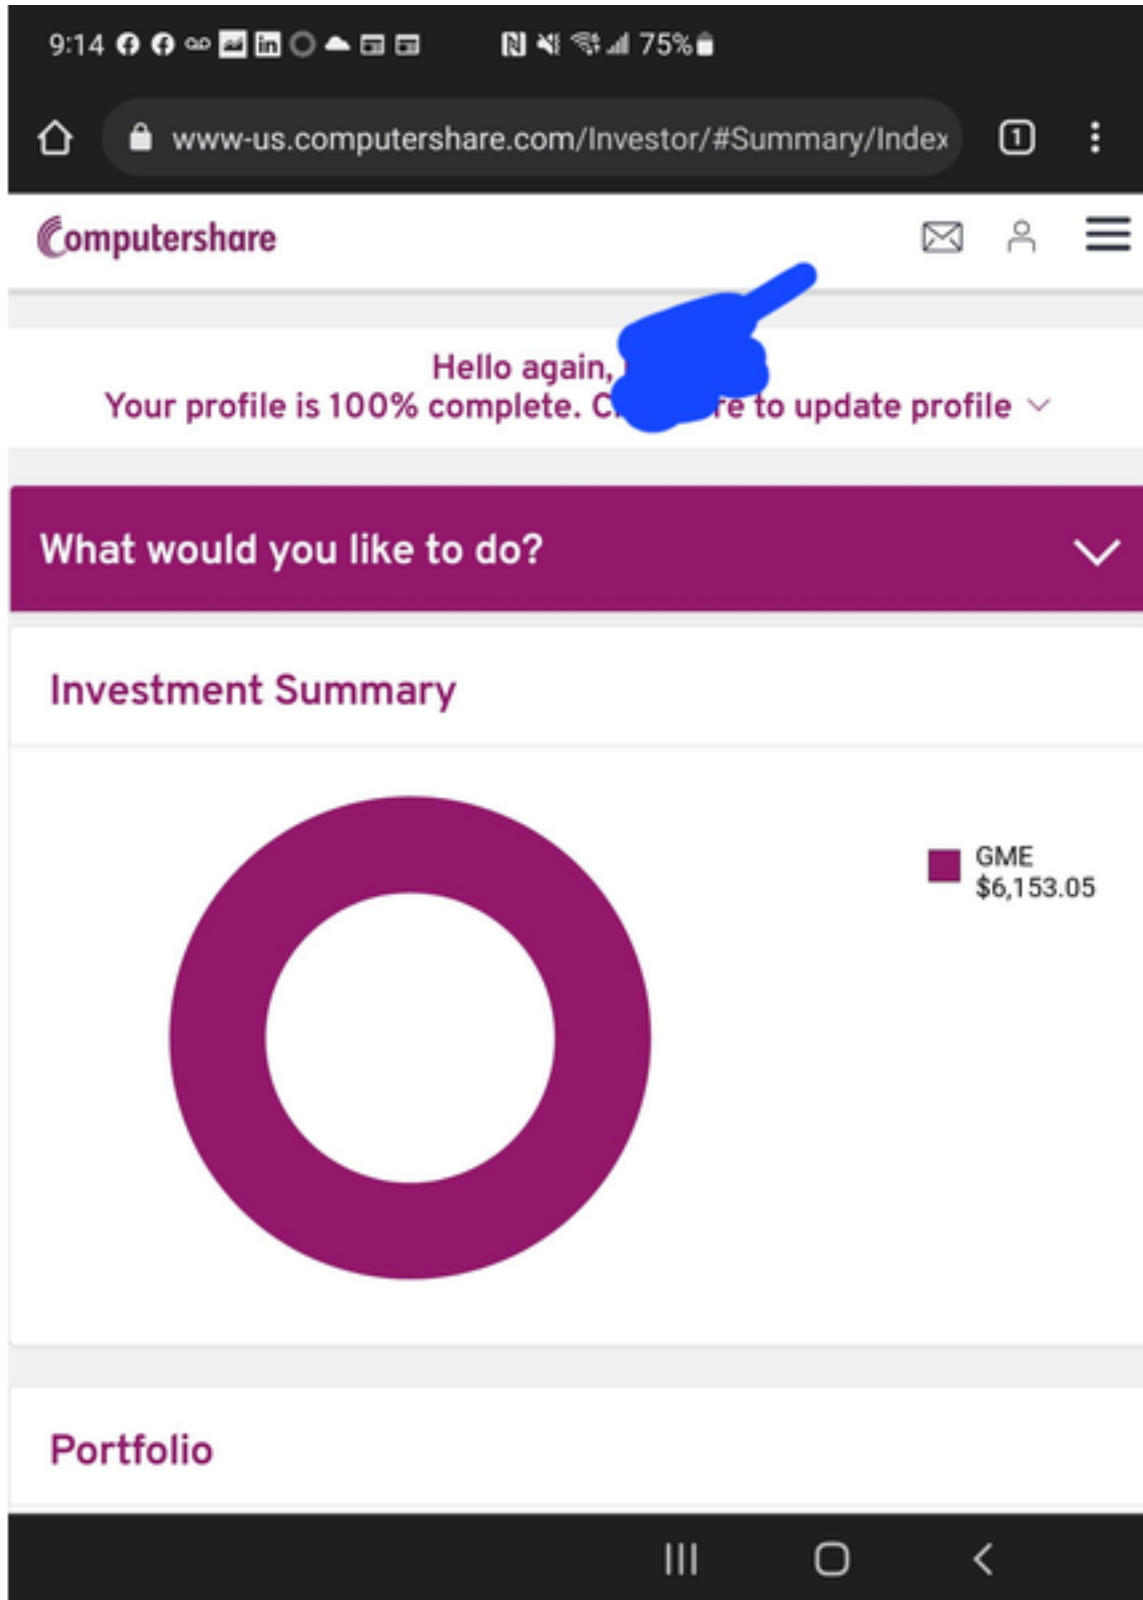 9:14 75%
www-us.computershare.com/Investor/#Summary/Index 1
Computershare
Hello again,
Your profile is 100% complete. to update profile
What would you like to do?
Investment Summary
GME
$6,153.05
Portfolio